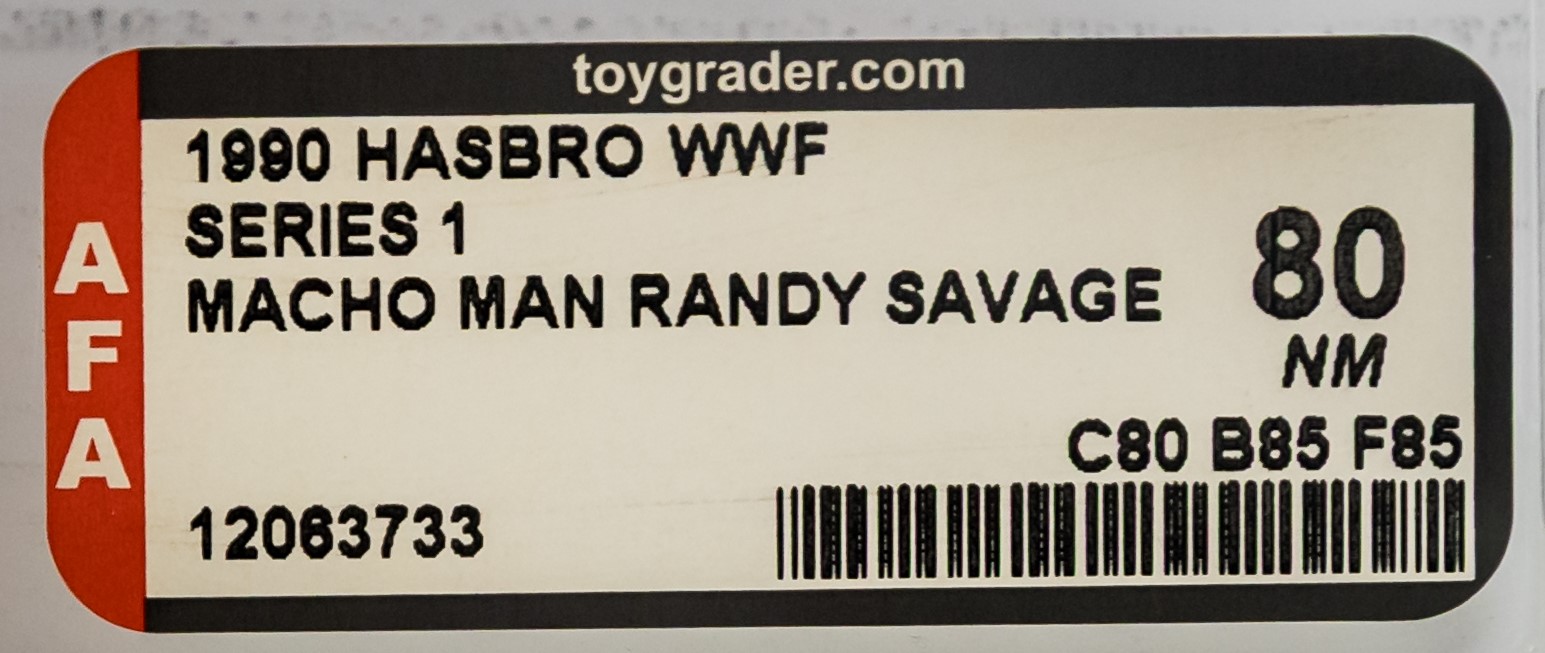 toygrader.com
AFA
1990 HASBRO WWF
SERIES 1
MACHO MAN RANDY SAVAGE
80
NM
C80 B85 F85
12063733